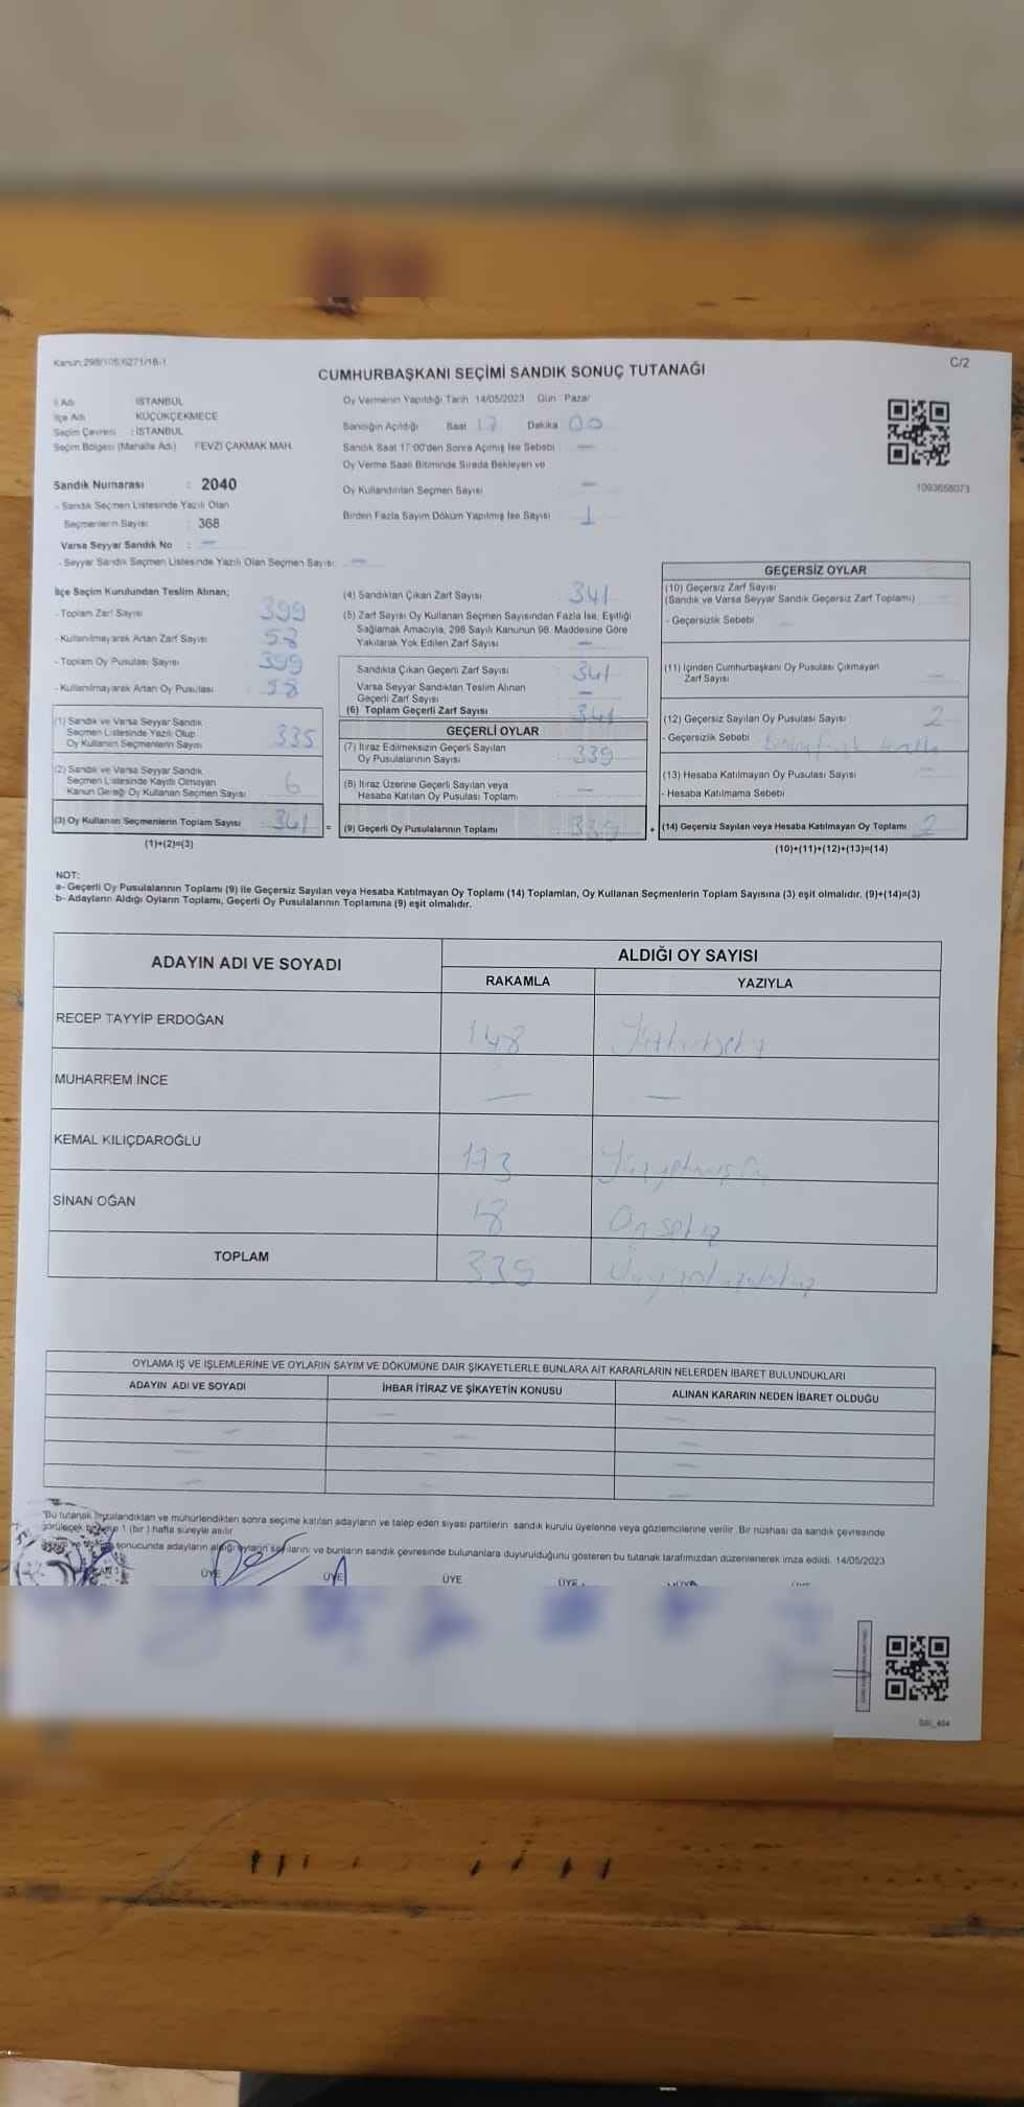 Kanun:298/105,6271/18-1
C/2
CUMHURBAŞKANI SEÇİMİ SANDIK SONUÇ TUTANAĞI
İl Adı : İSTANBUL
İlçe Adı : KÜÇÜKÇEKMECE
Seçim Çevresi : İSTANBUL
Seçim Bölgesi (Mahalle Adı) : FEVZİ ÇAKMAK MAH.
Oy Vermenin Yapıldığı Tarih 14/05/2023 Gün : Pazar
Sandığın Açıldığı Saat 17 Dakika 00
Sandık Saat 17:00'den Sonra Açılmış İse Sebebi —
Oy Verme Saati Bitiminde Sırada Bekleyen ve
Oy Kullandırılan Seçmen Sayısı —
Birden Fazla Sayım Döküm Yapılmış İse Sayısı 1
1093658073
Sandık Numarası : 2040
- Sandık Seçmen Listesinde Yazılı Olan
Seçmenlerin Sayısı : 368
Varsa Seyyar Sandık No : —
- Seyyar Sandık Seçmen Listesinde Yazılı Olan Seçmen Sayısı: —
İlçe Seçim Kurulundan Teslim Alınan;
- Toplam Zarf Sayısı 399
- Kullanılmayarak Artan Zarf Sayısı 58
- Toplam Oy Pusulası Sayısı 399
- Kullanılmayarak Artan Oy Pusulası 58
(1) Sandık ve Varsa Seyyar Sandık
Seçmen Listesinde Yazılı Olup
Oy Kullanan Seçmenlerin Sayısı 335
(2) Sandık ve Varsa Seyyar Sandık
Seçmen Listesinde Kayıtlı Olmayan
Kanun Gereği Oy Kullanan Seçmen Sayısı 6
(3) Oy Kullanan Seçmenlerin Toplam Sayısı 341 =
(1)+(2)=(3)
(4) Sandıktan Çıkan Zarf Sayısı 341
(5) Zarf Sayısı Oy Kullanan Seçmen Sayısından Fazla İse, Eşitliği
Sağlamak Amacıyla, 298 Sayılı Kanunun 98. Maddesine Göre
Yakılarak Yok Edilen Zarf Sayısı —
Sandıkta Çıkan Geçerli Zarf Sayısı 341
Varsa Seyyar Sandıktan Teslim Alınan
Geçerli Zarf Sayısı —
(6) Toplam Geçerli Zarf Sayısı 341
GEÇERLİ OYLAR
(7) İtiraz Edilmeksizin Geçerli Sayılan
Oy Pusulalarının Sayısı 339
(8) İtiraz Üzerine Geçerli Sayılan veya
Hesaba Katılan Oy Pusulası Toplamı —
(9) Geçerli Oy Pusulalarının Toplamı 339 +
GEÇERSİZ OYLAR
(10) Geçersiz Zarf Sayısı
(Sandık ve Varsa Seyyar Sandık Geçersiz Zarf Toplamı)
- Geçersizlik Sebebi —
(11) İçinden Cumhurbaşkanı Oy Pusulası Çıkmayan
Zarf Sayısı —
(12) Geçersiz Sayılan Oy Pusulası Sayısı 2
- Geçersizlik Sebebi
(13) Hesaba Katılmayan Oy Pusulası Sayısı —
- Hesaba Katılmama Sebebi
(14) Geçersiz Sayılan veya Hesaba Katılmayan Oy Toplamı 2
(10)+(11)+(12)+(13)=(14)
NOT:
a- Geçerli Oy Pusulalarının Toplamı (9) ile Geçersiz Sayılan veya Hesaba Katılmayan Oy Toplamı (14) Toplamları, Oy Kullanan Seçmenlerin Toplam Sayısına (3) eşit olmalıdır. (9)+(14)=(3)
b- Adayların Aldığı Oyların Toplamı, Geçerli Oy Pusulalarının Toplamına (9) eşit olmalıdır.
ADAYIN ADI VE SOYADI ALDIĞI OY SAYISI
RAKAMLA YAZIYLA
RECEP TAYYİP ERDOĞAN 148
MUHARREM İNCE — —
KEMAL KILIÇDAROĞLU 173
SİNAN OĞAN 18 On sekiz
TOPLAM 339
OYLAMA İŞ VE İŞLEMLERİNE VE OYLARIN SAYIM VE DÖKÜMÜNE DAİR ŞİKAYETLERLE BUNLARA AİT KARARLARIN NELERDEN İBARET BULUNDUKLARI
ADAYIN ADI VE SOYADI İHBAR İTİRAZ VE ŞİKAYETİN KONUSU ALINAN KARARIN NEDEN İBARET OLDUĞU
Bu tutanak imzalandıktan ve mühürlendikten sonra seçime katılan adayların ve talep eden siyasi partilerin sandık kurulu üyelerine veya gözlemcilerine verilir. Bir nüshası da sandık çevresinde
görülecek bir yere 1 (bir) hafta süreyle asılır.
sonucunda adayların aldığı oyların sayılarını ve bunların sandık çevresinde bulunanlara duyurulduğunu gösteren bu tutanak tarafımızdan düzenlenerek imza edildi. 14/05/2023
ÜYE ÜYE ÜYE ÜYE